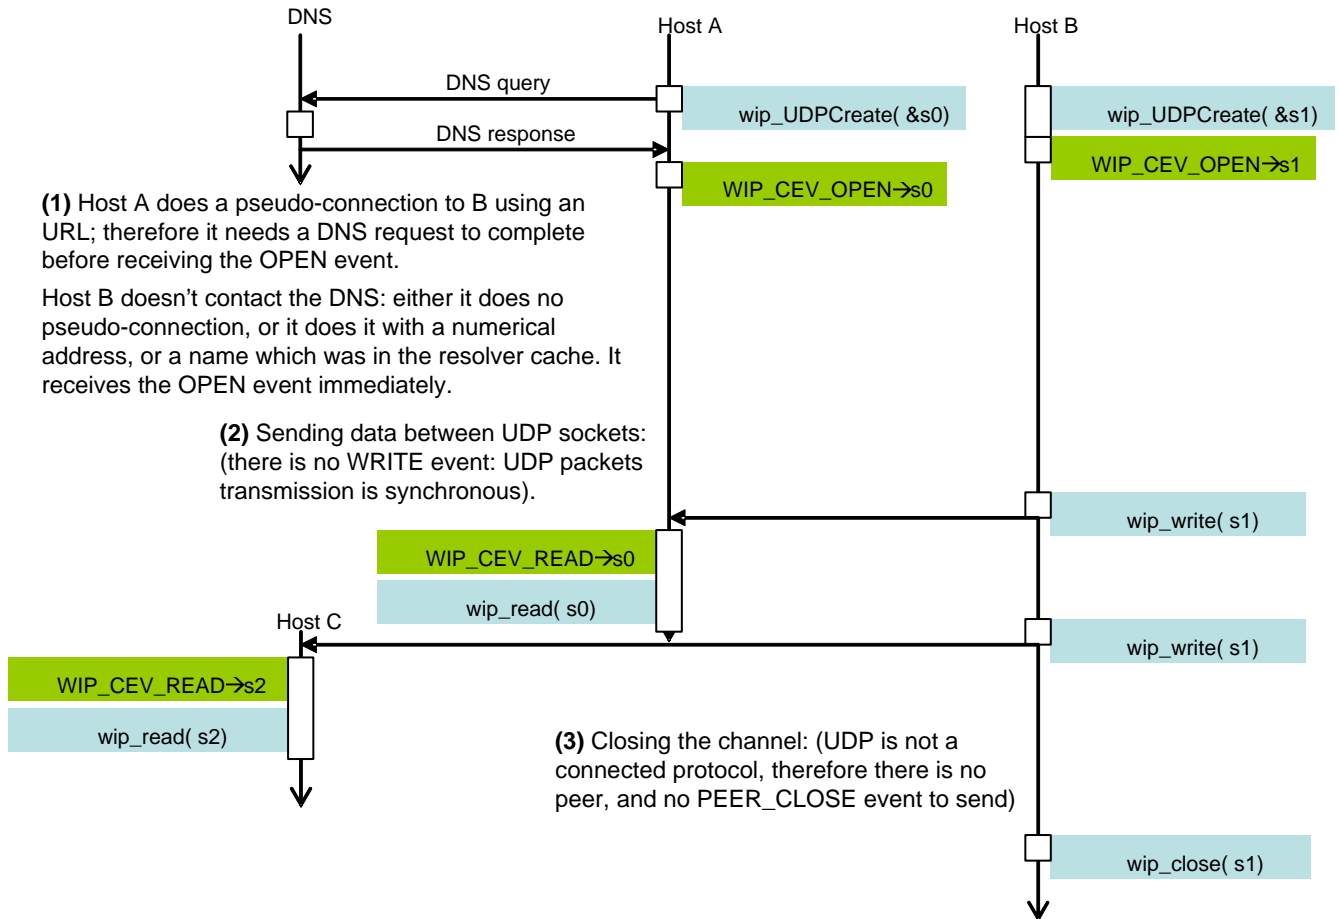 DNS
Host A
Host B
DNS query
wip_UDPCreate( &s0)
wip_UDPCreate( &s1)
DNS response
WIP_CEV_OPEN→s0
WIP_CEV_OPEN→s1
(1) Host A does a pseudo-connection to B using an
URL; therefore it needs a DNS request to complete
before receiving the OPEN event.
Host B doesn’t contact the DNS: either it does no
pseudo-connection, or it does it with a numerical
address, or a name which was in the resolver cache. It
receives the OPEN event immediately.
(2) Sending data between UDP sockets:
(there is no WRITE event: UDP packets
transmission is synchronous).
wip_write( s1)
WIP_CEV_READ→s0
wip_read( s0)
Host C
wip_write( s1)
WIP_CEV_READ→s2
wip_read( s2)
(3) Closing the channel: (UDP is not a
connected protocol, therefore there is no
peer, and no PEER_CLOSE event to send)
wip_close( s1)